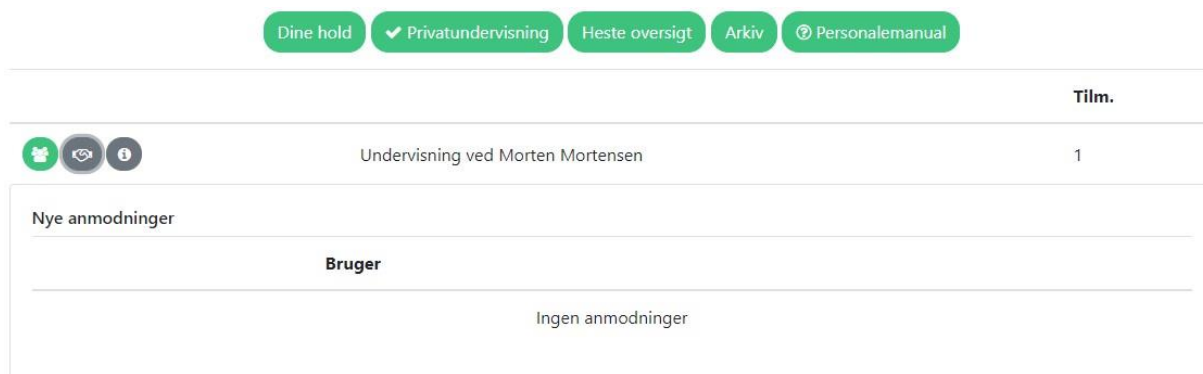 Dine hold Privatundervisning Heste oversigt Arkiv Personalemanual
Tilm.
Undervisning ved Morten Mortensen 1
Nye anmodninger
Bruger
Ingen anmodninger